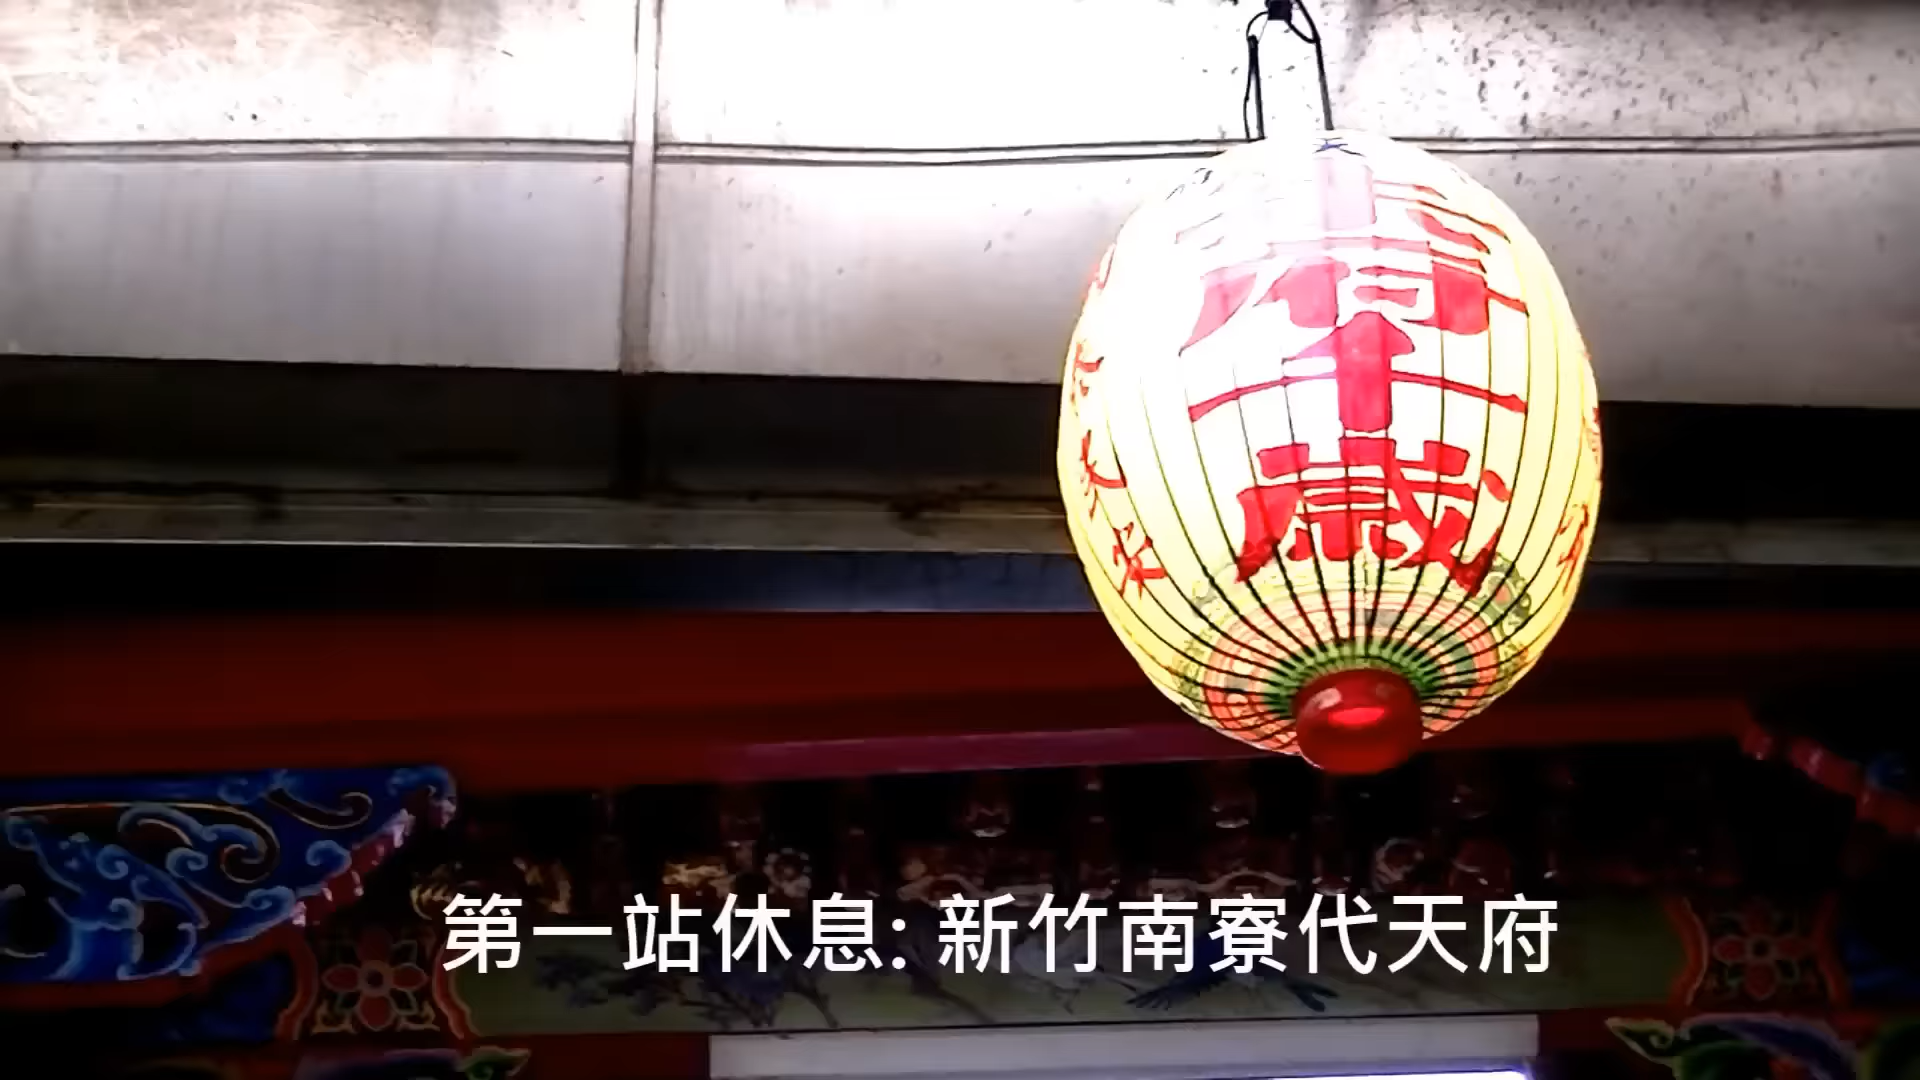 千歲
第一站休息: 新竹南寮代天府